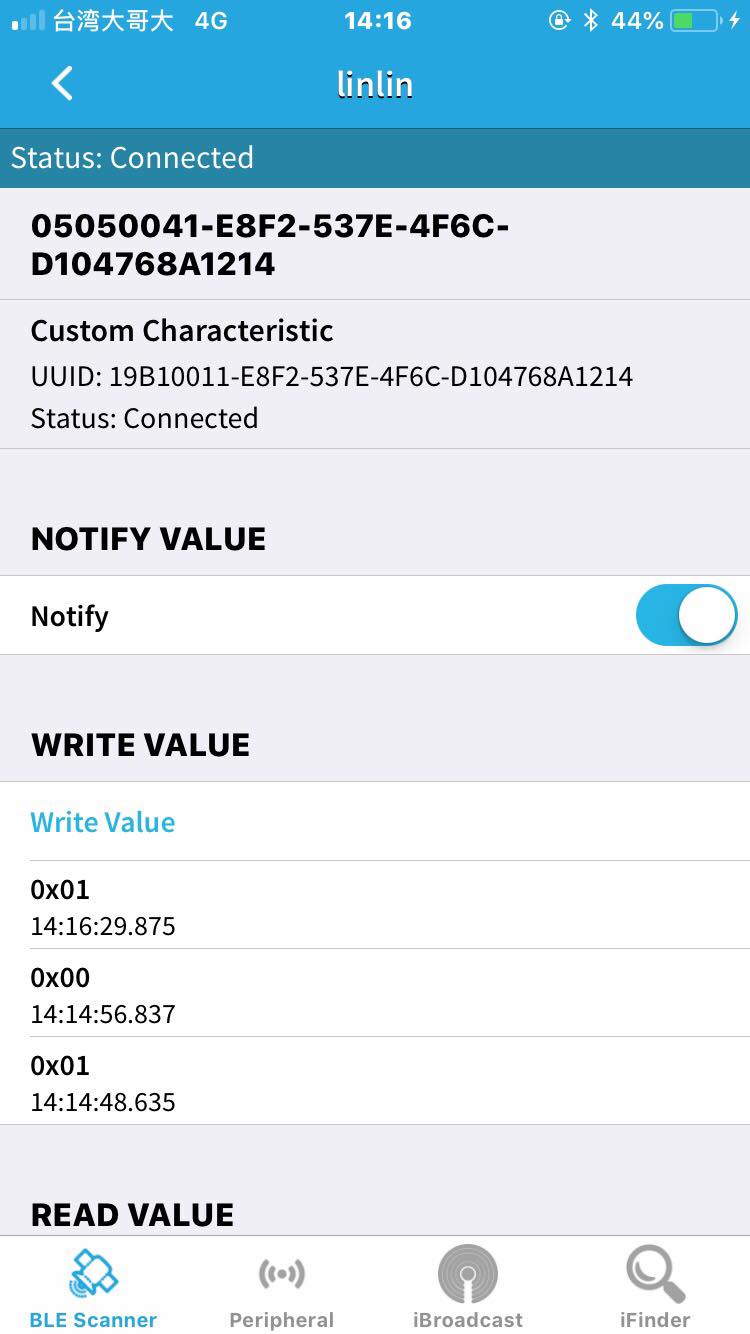 台湾大哥大 4G 14:16 44%
linlin
Status: Connected
05050041-E8F2-537E-4F6C-
D104768A1214
Custom Characteristic
UUID: 19B10011-E8F2-537E-4F6C-D104768A1214
Status: Connected
NOTIFY VALUE
Notify
WRITE VALUE
Write Value
0x01
14:16:29.875
0x00
14:14:56.837
0x01
14:14:48.635
READ VALUE
BLE Scanner Peripheral iBroadcast iFinder